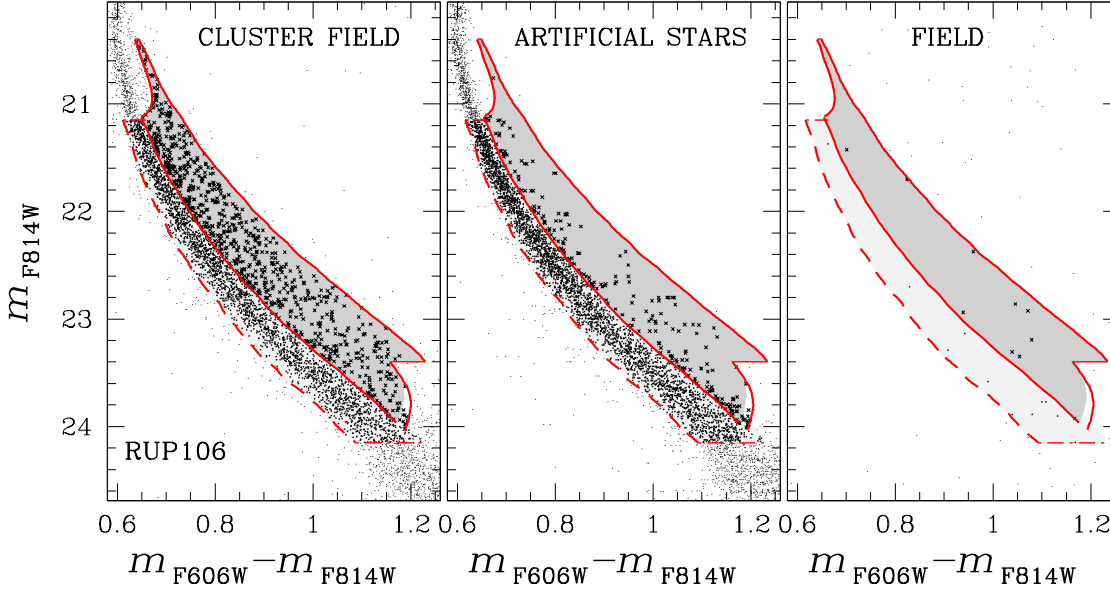 CLUSTER FIELD
ARTIFICIAL STARS
FIELD
21
22
23
24
m F814W
RUP106
0.6 0.8 1 1.2
0.6 0.8 1 1.2
0.6 0.8 1 1.2
m F606W − m F814W
m F606W − m F814W
m F606W − m F814W